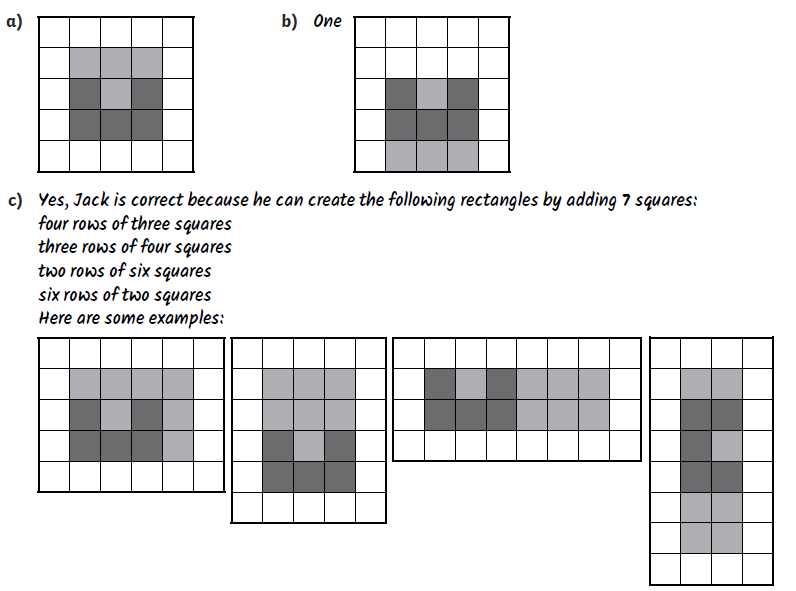 a)
b) One
c) Yes, Jack is correct because he can create the following rectangles by adding 7 squares:
four rows of three squares
three rows of four squares
two rows of six squares
six rows of two squares
Here are some examples: